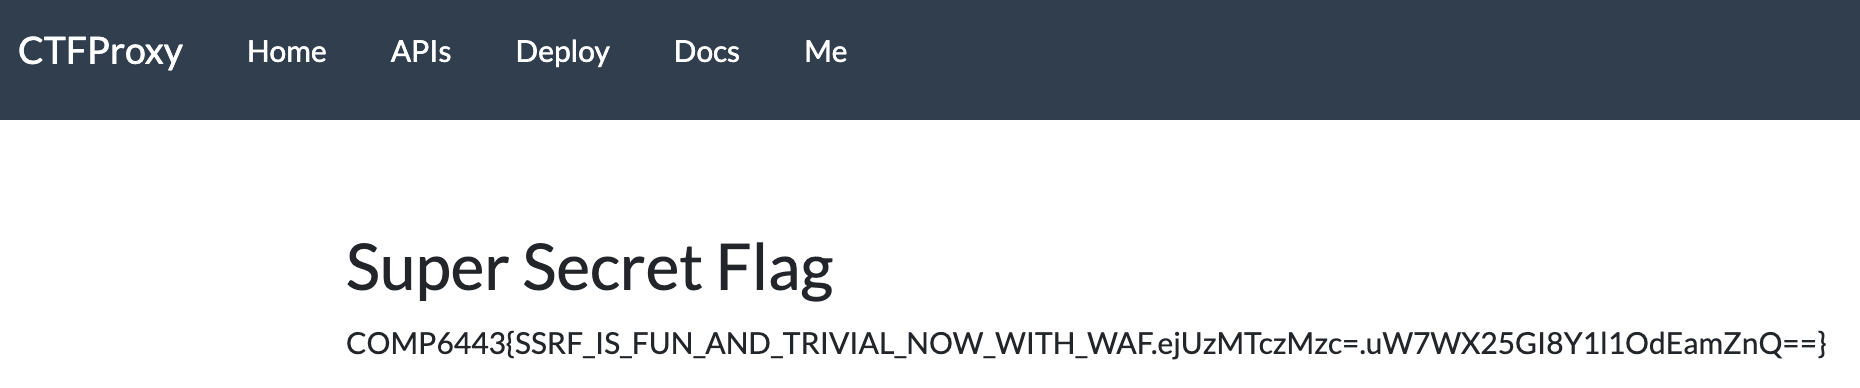 CTFProxy Home APIs Deploy Docs Me
Super Secret Flag
COMP6443{SSRF_IS_FUN_AND_TRIVIAL_NOW_WITH_WAF.ejUzMTczMzc=.uW7WX25GI8Y1l1OdEamZnQ==}